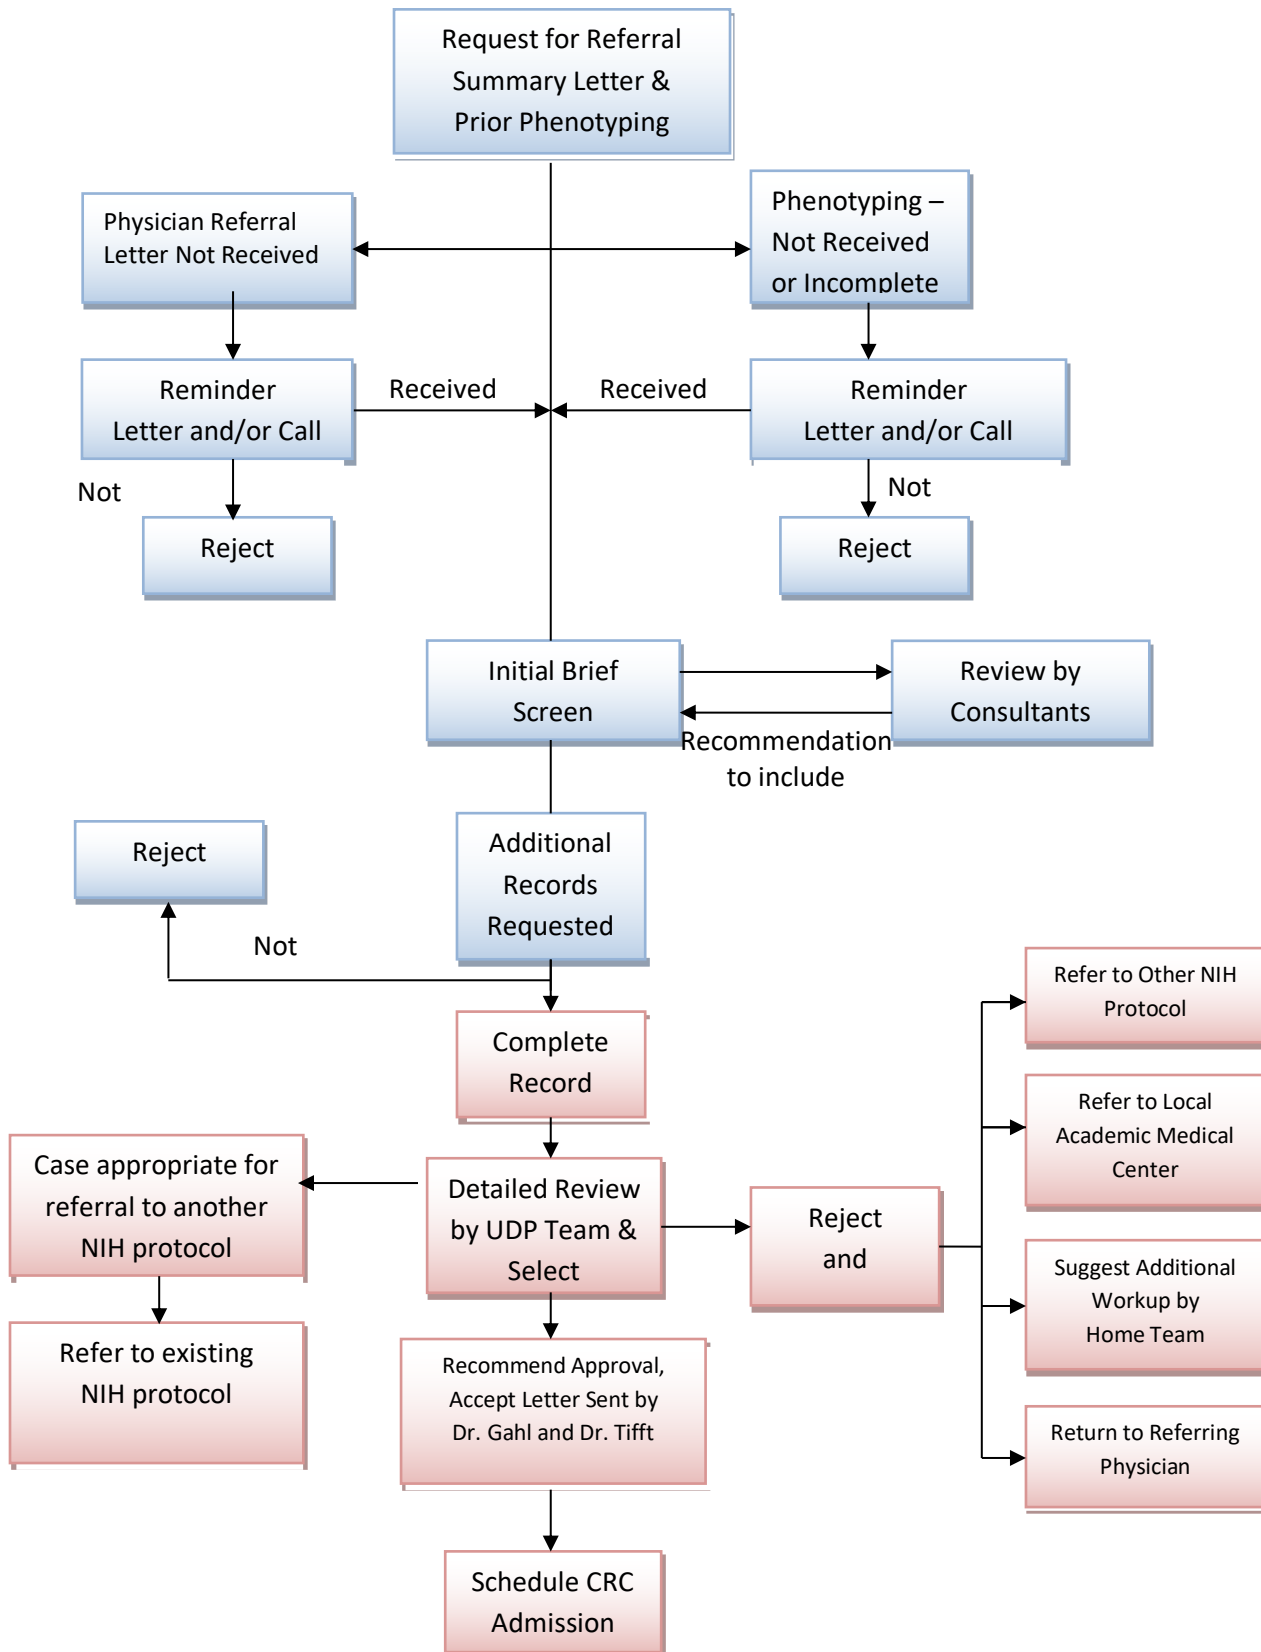 Request for Referral
Summary Letter &
Prior Phenotyping
Physician Referral
Letter Not Received
Phenotyping –
Not Received
or Incomplete
Reminder
Letter and/or Call
Received
Received
Reminder
Letter and/or Call
Not
Not
Reject
Reject
Initial Brief
Screen
Review by
Consultants
Recommendation
to include
Reject
Additional
Records
Requested
Not
Complete
Record
Refer to Other NIH
Protocol
Refer to Local
Academic Medical
Center
Case appropriate for
referral to another
NIH protocol
Detailed Review
by UDP Team &
Select
Reject
and
Suggest Additional
Workup by
Home Team
Refer to existing
NIH protocol
Recommend Approval,
Accept Letter Sent by
Dr. Gahl and Dr. Tifft
Return to Referring
Physician
Schedule CRC
Admission